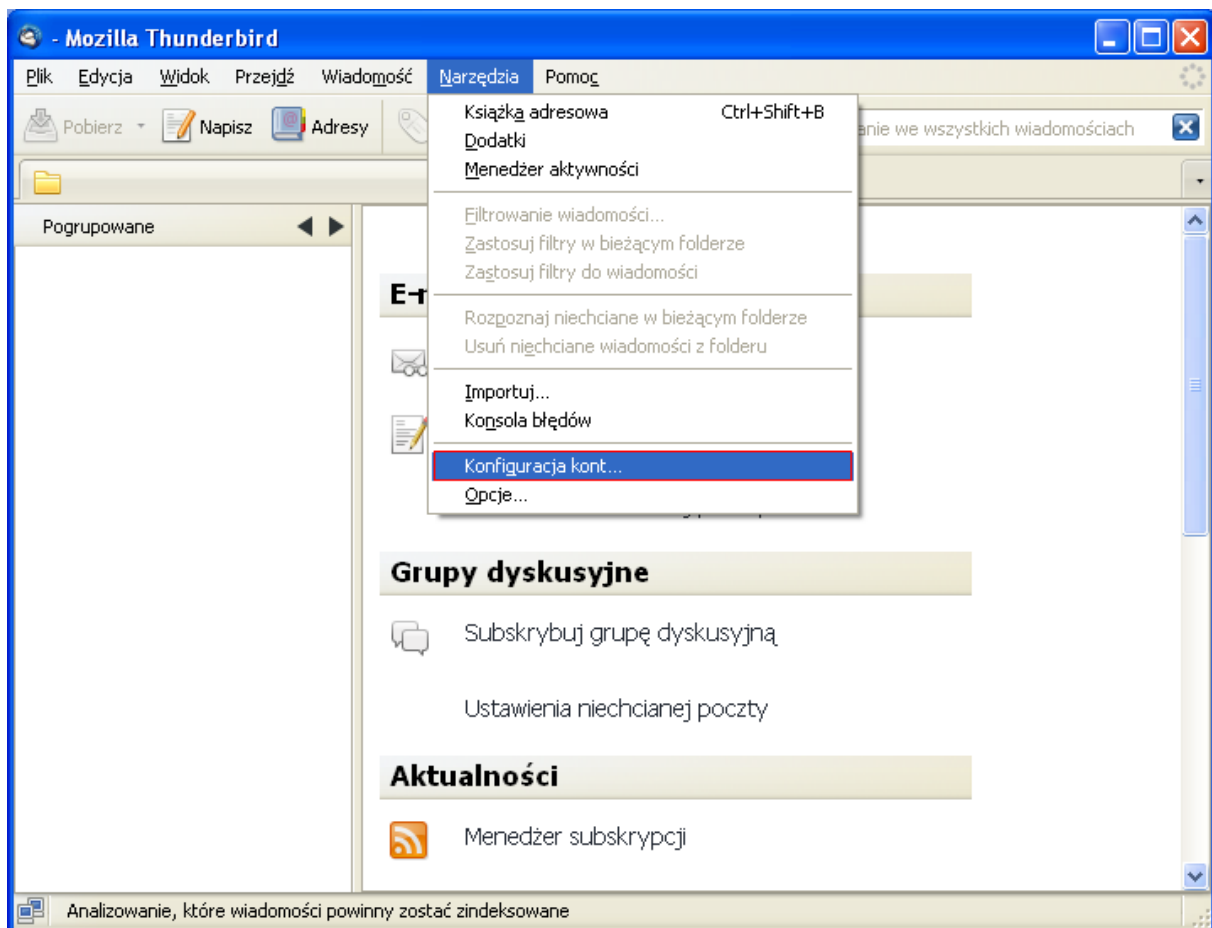 - Mozilla Thunderbird
Plik Edycja Widok Przejdź Wiadomość Narzędzia Pomoc
Pobierz Napisz Adresy
wszystkich wiadomościach
Książka adresowa Ctrl+Shift+B
Dodatki
Menedżer aktywności
Filtrowanie wiadomości...
Zastosuj filtry w bieżącym folderze
Zastosuj filtry do wiadomości
Rozpoznaj niechciane w bieżącym folderze
Usuń niechciane wiadomości z folderu
Importuj...
Konsola błędów
Konfiguracja kont...
Opcje...
Pogrupowane
Grupy dyskusyjne
Subskrybuj grupę dyskusyjną
Ustawienia niechcianej poczty
Aktualności
Menedżer subskrypcji
Analizowanie, które wiadomości powinny zostać zindeksowane